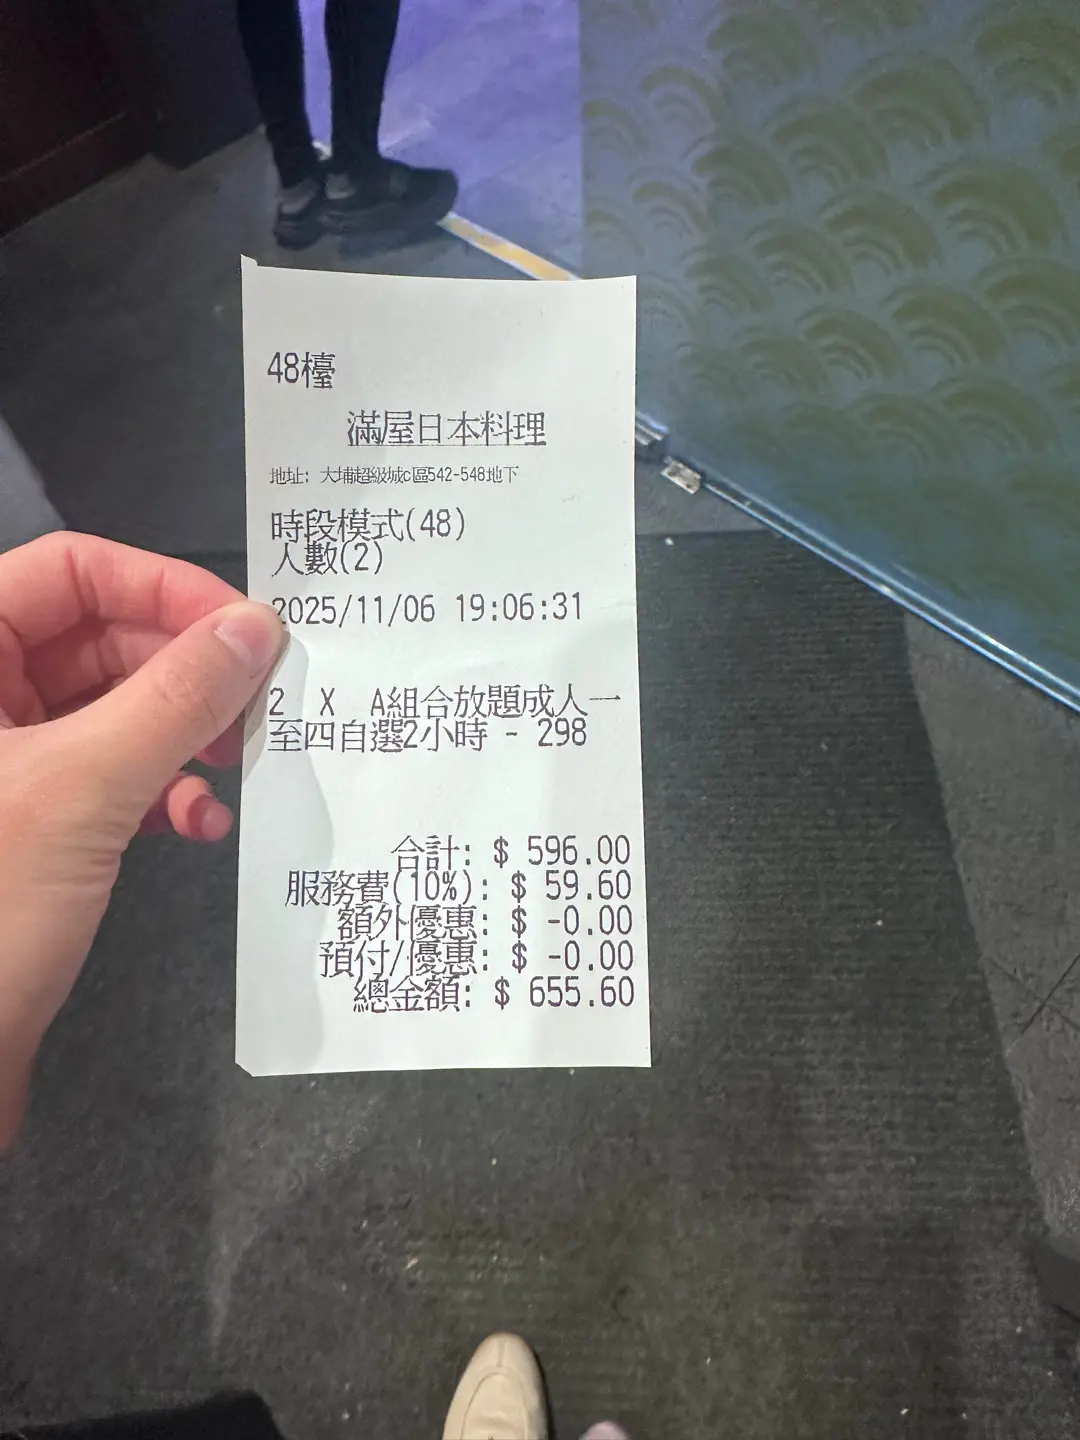 48檯
滿屋日本料理
地址: 大埔超級城c區542-548地下
時段模式(48)
人數(2)
2025/11/06 19:06:31
2 X A組合放題成人一
至四自選2小時 - 298
合計: $ 596.00
服務費(10%): $ 59.60
額外優惠: $ -0.00
預付/優惠: $ -0.00
總金額: $ 655.60